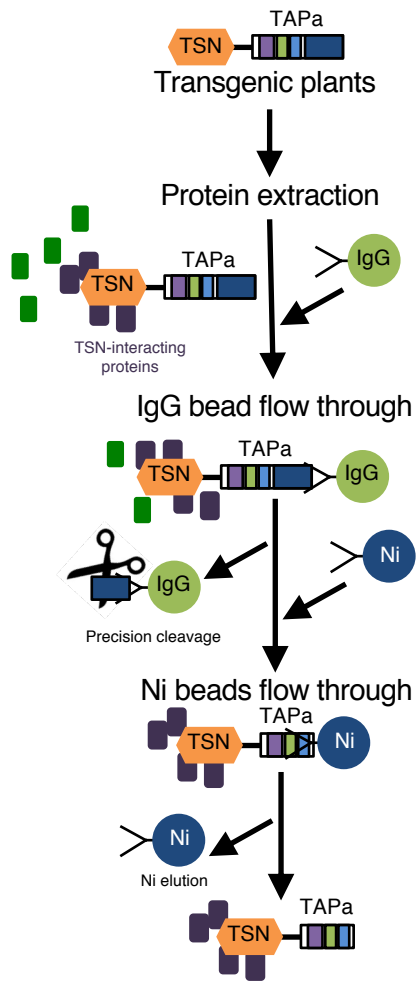 TAPa
TSN
Transgenic plants
Protein extraction
IgG
TAPa
TSN
TSN-interacting
proteins
IgG bead flow through
TAPa
TSN
IgG
IgG
Ni
Precision cleavage
Ni beads flow through
TAPa
TSN
Ni
Ni
Ni elution
TAPa
TSN